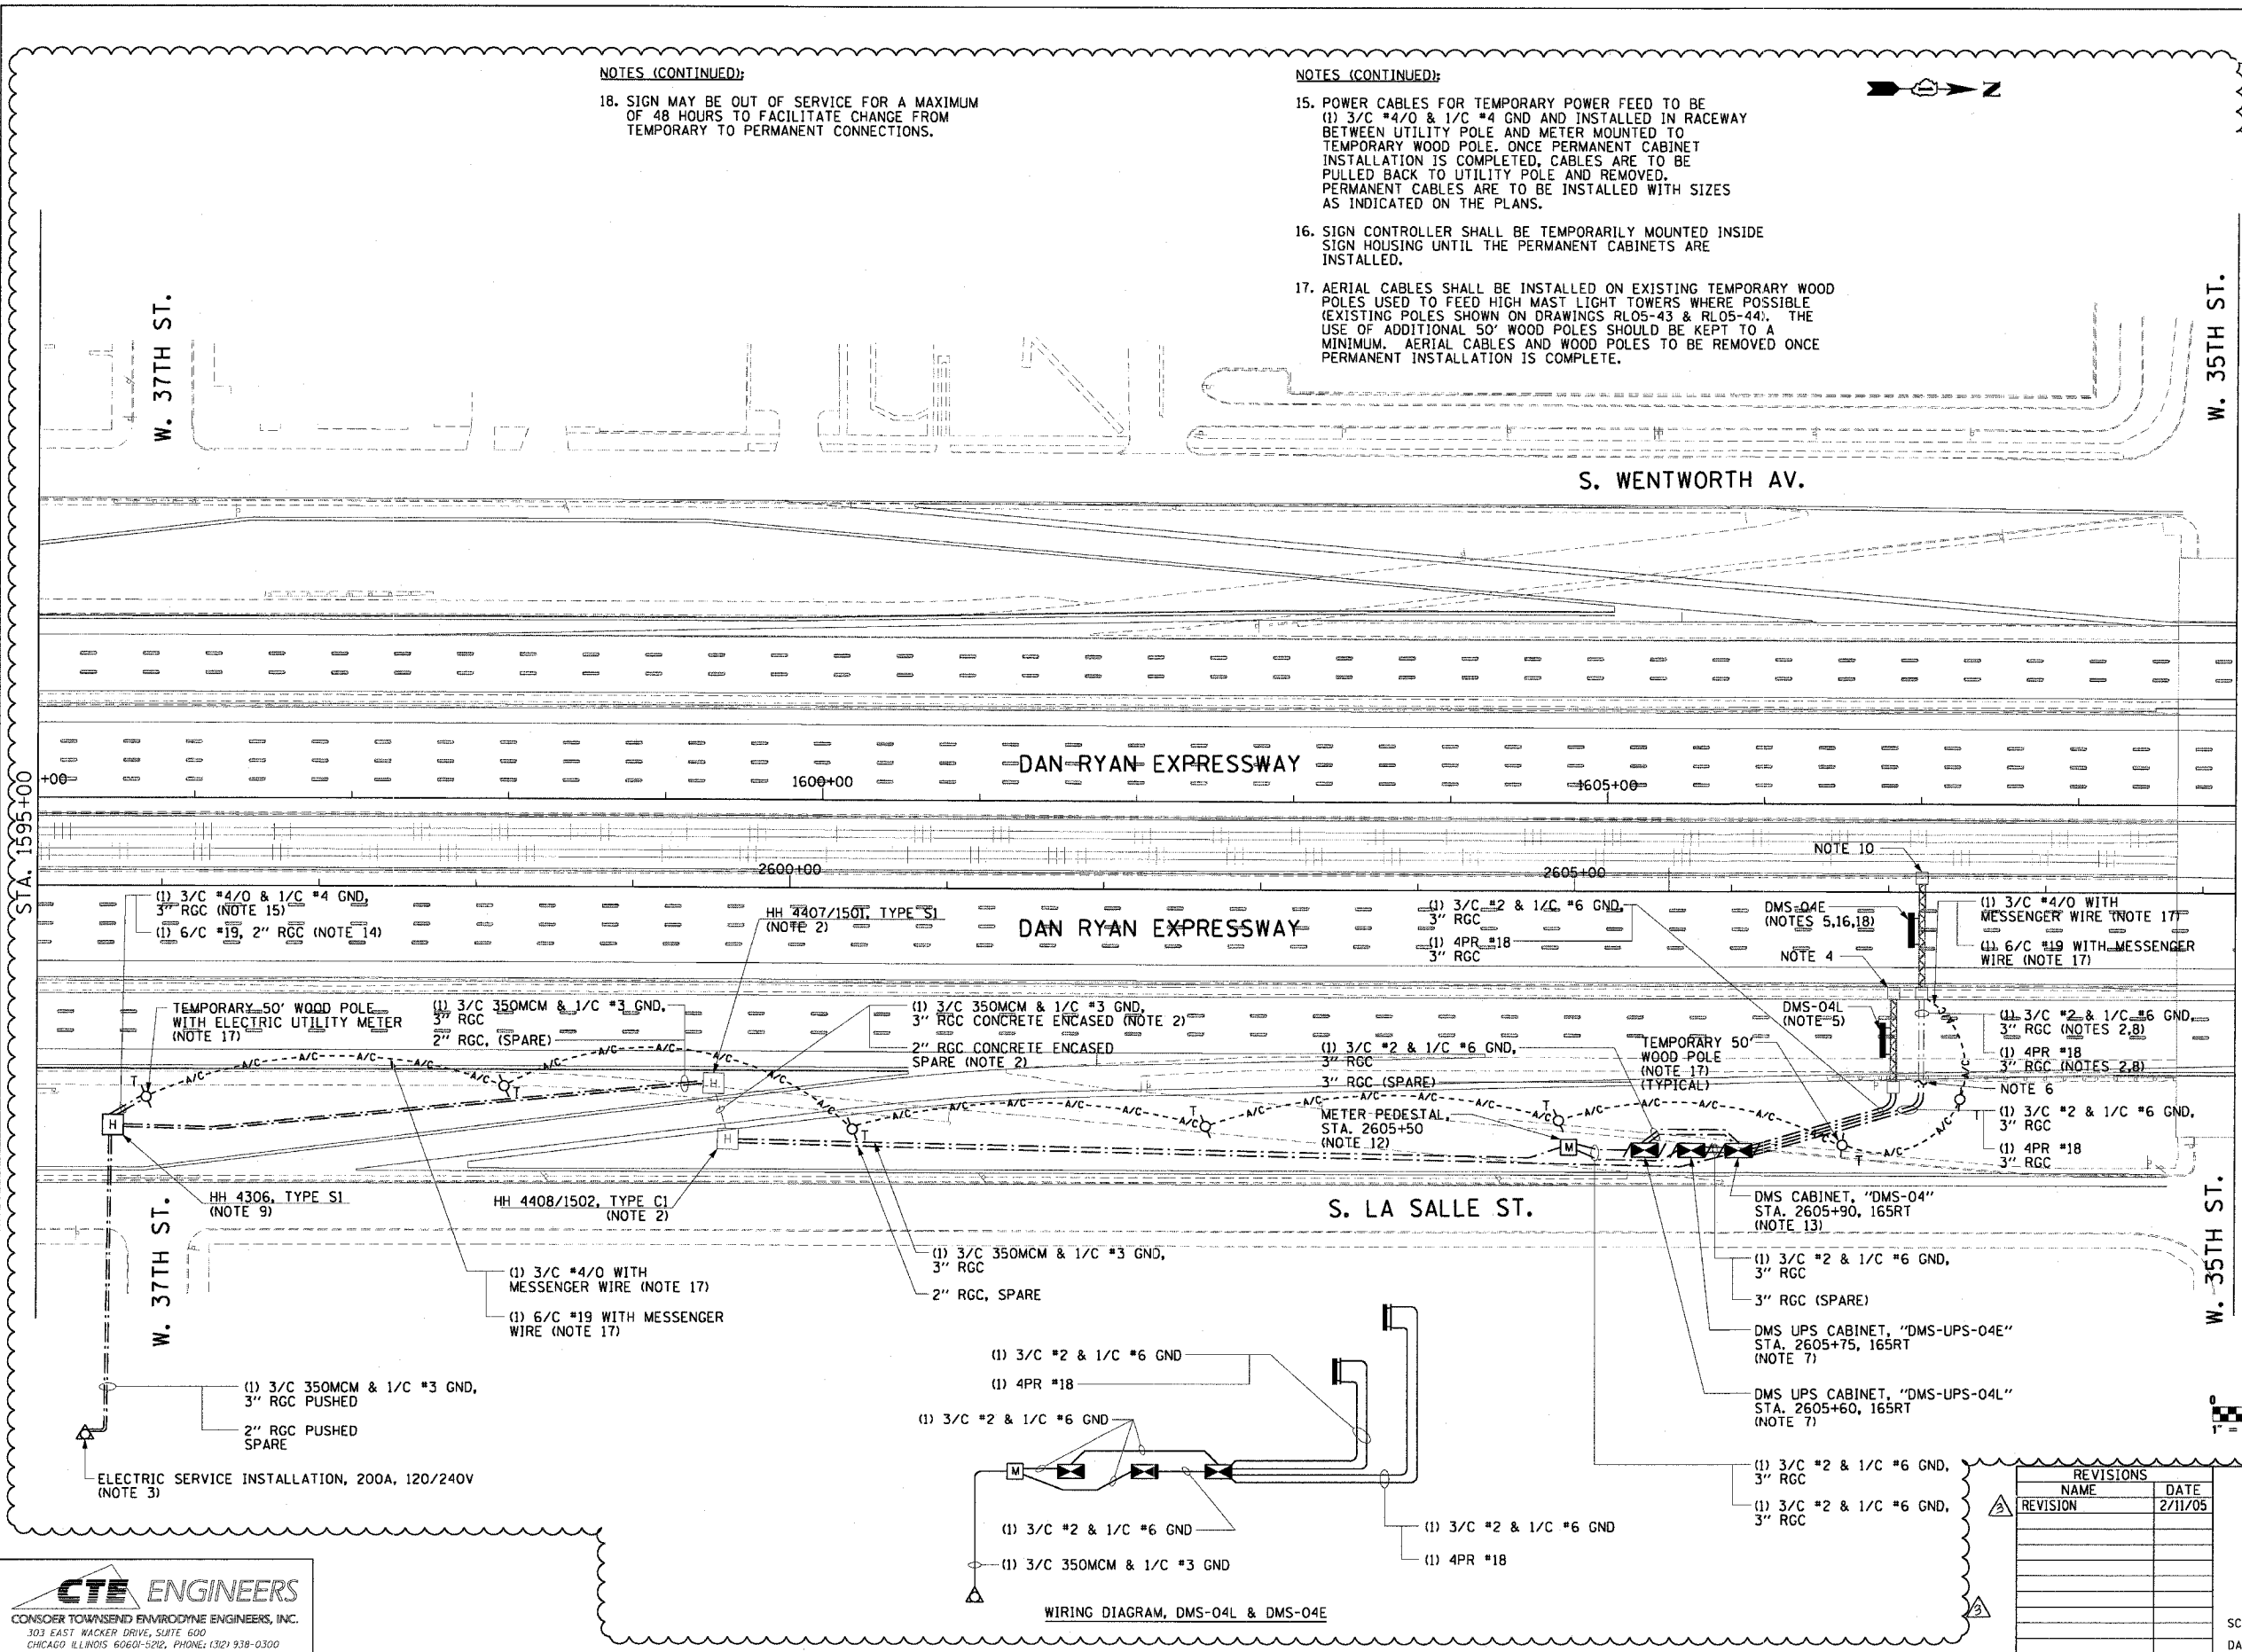 NOTES (CONTINUED):
18. SIGN MAY BE OUT OF SERVICE FOR A MAXIMUM
OF 48 HOURS TO FACILITATE CHANGE FROM
TEMPORARY TO PERMANENT CONNECTIONS.
NOTES (CONTINUED):
15. POWER CABLES FOR TEMPORARY POWER FEED TO BE
(1) 3/C #4/0 & 1/C #4 GND AND INSTALLED IN RACEWAY
BETWEEN UTILITY POLE AND METER MOUNTED TO
TEMPORARY WOOD POLE. ONCE PERMANENT CABINET
INSTALLATION IS COMPLETED, CABLES ARE TO BE
PULLED BACK TO UTILITY POLE AND REMOVED.
PERMANENT CABLES ARE TO BE INSTALLED WITH SIZES
AS INDICATED ON THE PLANS.
16. SIGN CONTROLLER SHALL BE TEMPORARILY MOUNTED INSIDE
SIGN HOUSING UNTIL THE PERMANENT CABINETS ARE
INSTALLED.
17. AERIAL CABLES SHALL BE INSTALLED ON EXISTING TEMPORARY WOOD
POLES USED TO FEED HIGH MAST LIGHT TOWERS WHERE POSSIBLE
(EXISTING POLES SHOWN ON DRAWINGS RL05-43 & RL05-44). THE
USE OF ADDITIONAL 50' WOOD POLES SHOULD BE KEPT TO A
MINIMUM. AERIAL CABLES AND WOOD POLES TO BE REMOVED ONCE
PERMANENT INSTALLATION IS COMPLETE.
N
W. 37TH ST.
W. 35TH ST.
S. WENTWORTH AV.
STA. 1595+00
+00
DAN RYAN EXPRESSWAY
1600+00
1605+00
2600+00
2605+00
NOTE 10
DAN RYAN EXPRESSWAY
(1) 3/C #4/0 & 1/C #4 GND,
3" RGC (NOTE 15)
(1) 6/C #19, 2" RGC (NOTE 14)
HH 4407/1501, TYPE S1
(NOTE 2)
(1) 3/C #2 & 1/C #6 GND,
3" RGC
(1) 4PR #18
3" RGC
DMS-04E
(NOTES 5,16,18)
NOTE 4
(1) 3/C #4/0 WITH
MESSENGER WIRE (NOTE 17)
(1) 6/C #19 WITH MESSENGER
WIRE (NOTE 17)
TEMPORARY 50' WOOD POLE
WITH ELECTRIC UTILITY METER
(NOTE 17)
(1) 3/C 350MCM & 1/C #3 GND,
3" RGC
2" RGC, (SPARE)
(1) 3/C 350MCM & 1/C #3 GND,
3" RGC CONCRETE ENCASED (NOTE 2)
2" RGC CONCRETE ENCASED
SPARE (NOTE 2)
(1) 3/C #2 & 1/C #6 GND,
3" RGC
3" RGC (SPARE)
METER PEDESTAL,
STA. 2605+50
(NOTE 12)
TEMPORARY 50'
WOOD POLE
(NOTE 17)
(TYPICAL)
DMS-04L
(NOTE 5)
(1) 3/C #2 & 1/C #6 GND,
3" RGC (NOTES 2,8)
(1) 4PR #18
3" RGC (NOTES 2,8)
NOTE 6
(1) 3/C #2 & 1/C #6 GND,
3" RGC
(1) 4PR #18
3" RGC
A/C A/C A/C A/C A/C A/C A/C A/C
T T T T T T
H H H M
HH 4306, TYPE S1
(NOTE 9)
HH 4408/1502, TYPE C1
(NOTE 2)
S. LA SALLE ST.
W. 37TH ST.
W. 35TH ST.
(1) 3/C #4/0 WITH
MESSENGER WIRE (NOTE 17)
(1) 6/C #19 WITH MESSENGER
WIRE (NOTE 17)
(1) 3/C 350MCM & 1/C #3 GND,
3" RGC
2" RGC, SPARE
DMS CABINET, "DMS-04"
STA. 2605+90, 165RT
(NOTE 13)
(1) 3/C #2 & 1/C #6 GND,
3" RGC
3" RGC (SPARE)
DMS UPS CABINET, "DMS-UPS-04E"
STA. 2605+75, 165RT
(NOTE 7)
DMS UPS CABINET, "DMS-UPS-04L"
STA. 2605+60, 165RT
(NOTE 7)
(1) 3/C #2 & 1/C #6 GND,
3" RGC
(1) 3/C #2 & 1/C #6 GND,
3" RGC
(1) 3/C 350MCM & 1/C #3 GND,
3" RGC PUSHED
2" RGC PUSHED
SPARE
ELECTRIC SERVICE INSTALLATION, 200A, 120/240V
(NOTE 3)
(1) 3/C #2 & 1/C #6 GND
(1) 4PR #18
(1) 3/C #2 & 1/C #6 GND
M
(1) 3/C #2 & 1/C #6 GND
(1) 3/C 350MCM & 1/C #3 GND
(1) 3/C #2 & 1/C #6 GND
(1) 4PR #18
WIRING DIAGRAM, DMS-04L & DMS-04E
0
1" =
REVISIONS
NAME DATE
3 REVISION 2/11/05
3
SC
DA
CTE ENGINEERS
CONSOER TOWNSEND ENVIRODYNE ENGINEERS, INC.
303 EAST WACKER DRIVE, SUITE 600
CHICAGO ILLINOIS 60601-5212, PHONE: (312) 938-0300